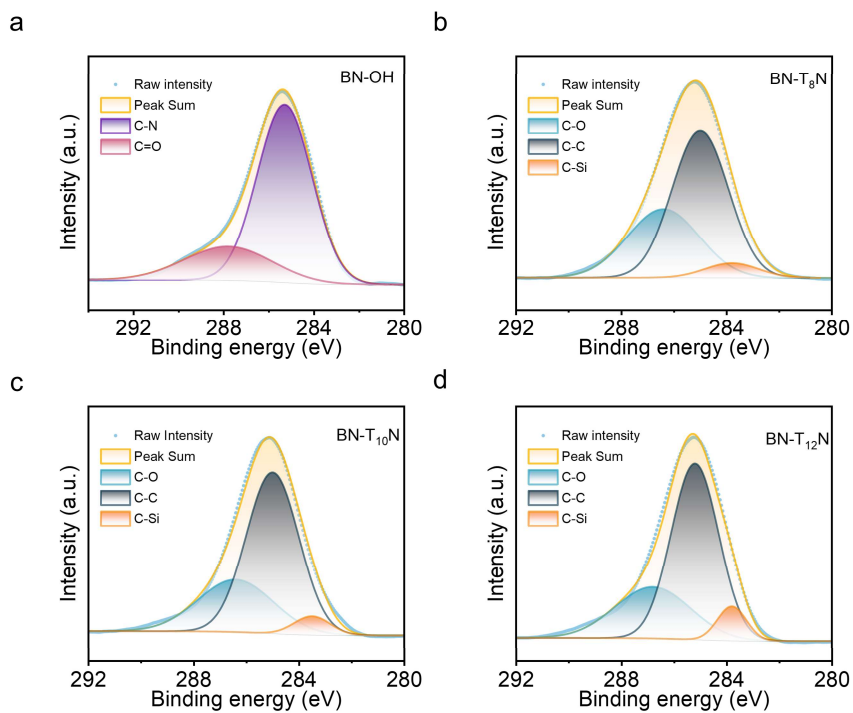 a
BN-OH
Raw intensity
Peak Sum
C-N
C=O
Intensity (a.u.)
292 288 284 280
Binding energy (eV)
b
BN-T₈N
Raw intensity
Peak Sum
C-O
C-C
C-Si
Intensity (a.u.)
292 288 284 280
Binding energy (eV)
c
BN-T₁₀N
Raw Intensity
Peak Sum
C-O
C-C
C-Si
Intensity (a.u.)
292 288 284 280
Binding energy (eV)
d
BN-T₁₂N
Raw intensity
Peak Sum
C-O
C-C
C-Si
Intensity (a.u.)
292 288 284 280
Binding energy (eV)